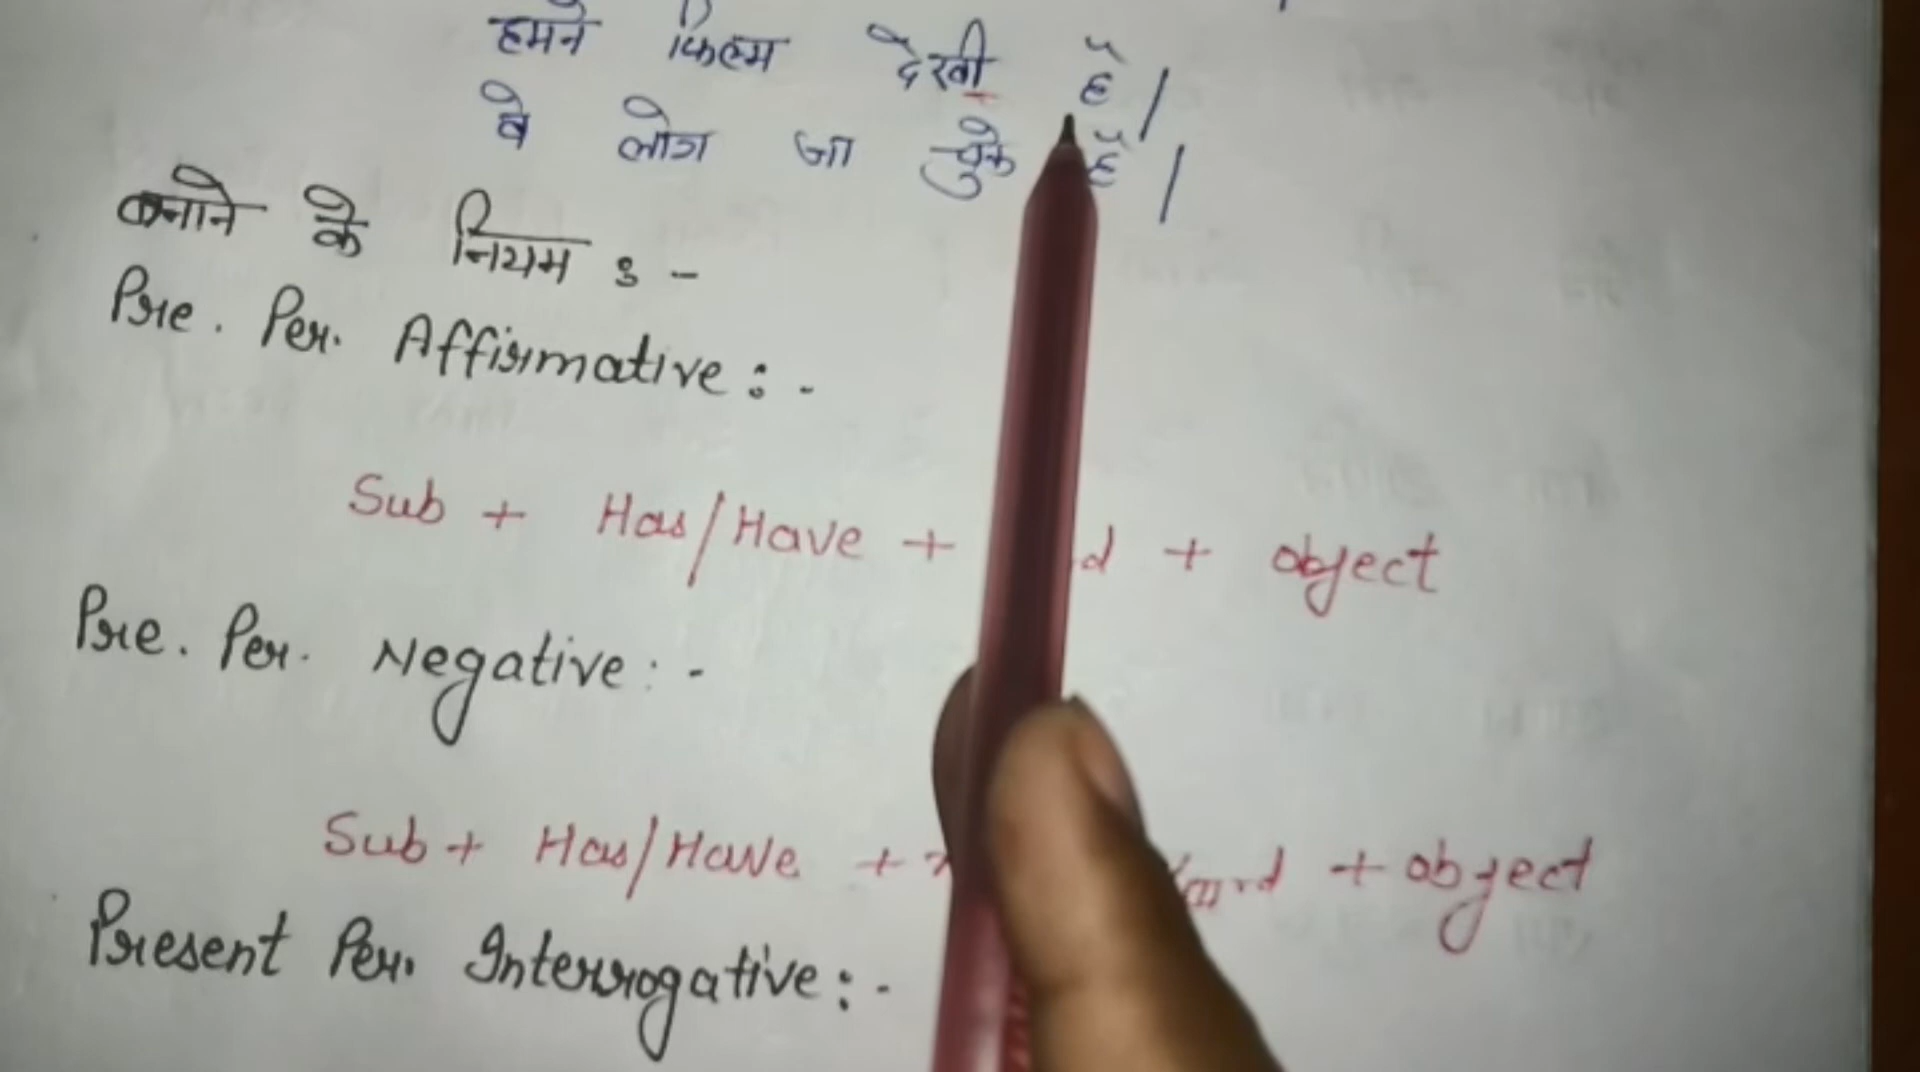 हमने फिल्म देखी हैं।
वे लोग जा चुके हैं।
बनाने के नियम :-
Pre. Per. Affirmative :-
Sub + Has/Have + d + object
Pre. Per. Negative :-
Sub + Has/Have + + object
Present Per. Interrogative :-